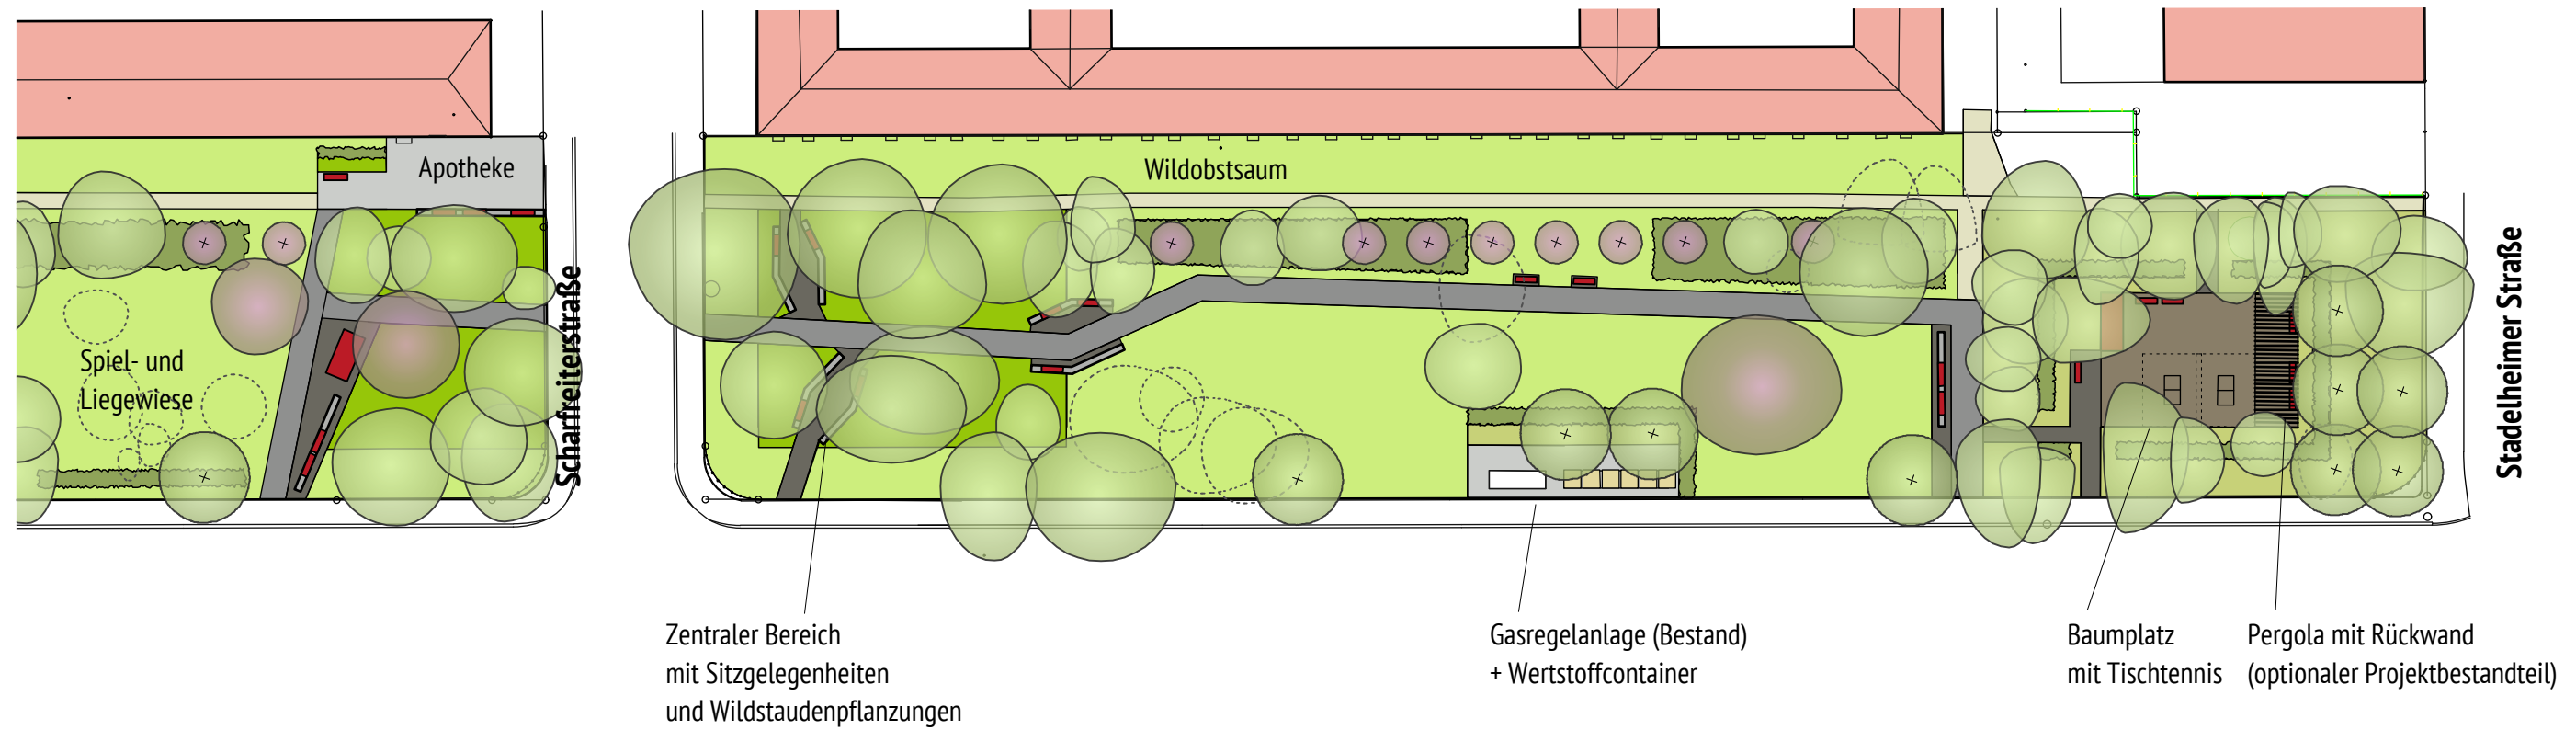 Apotheke
Wildobstsaum
Spiel- und
Liegewiese
Scharfreiterstraße
Stadelheimer Straße
Zentraler Bereich
mit Sitzgelegenheiten
und Wildstaudenpflanzungen
Gasregelanlage (Bestand)
+ Wertstoffcontainer
Baumplatz
mit Tischtennis
Pergola mit Rückwand
(optionaler Projektbestandteil)